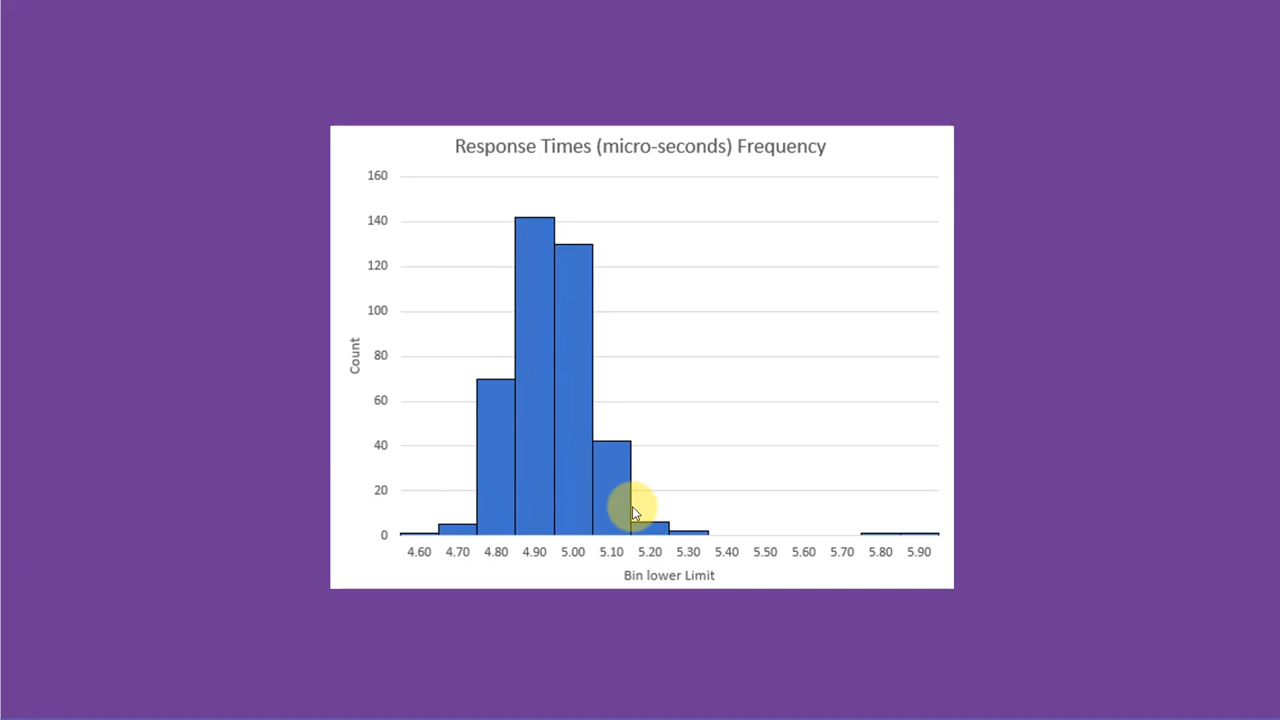 Response Times (micro-seconds) Frequency
160
140
120
100
80
60
40
20
0
Count
4.60 4.70 4.80 4.90 5.00 5.10 5.20 5.30 5.40 5.50 5.60 5.70 5.80 5.90
Bin lower Limit